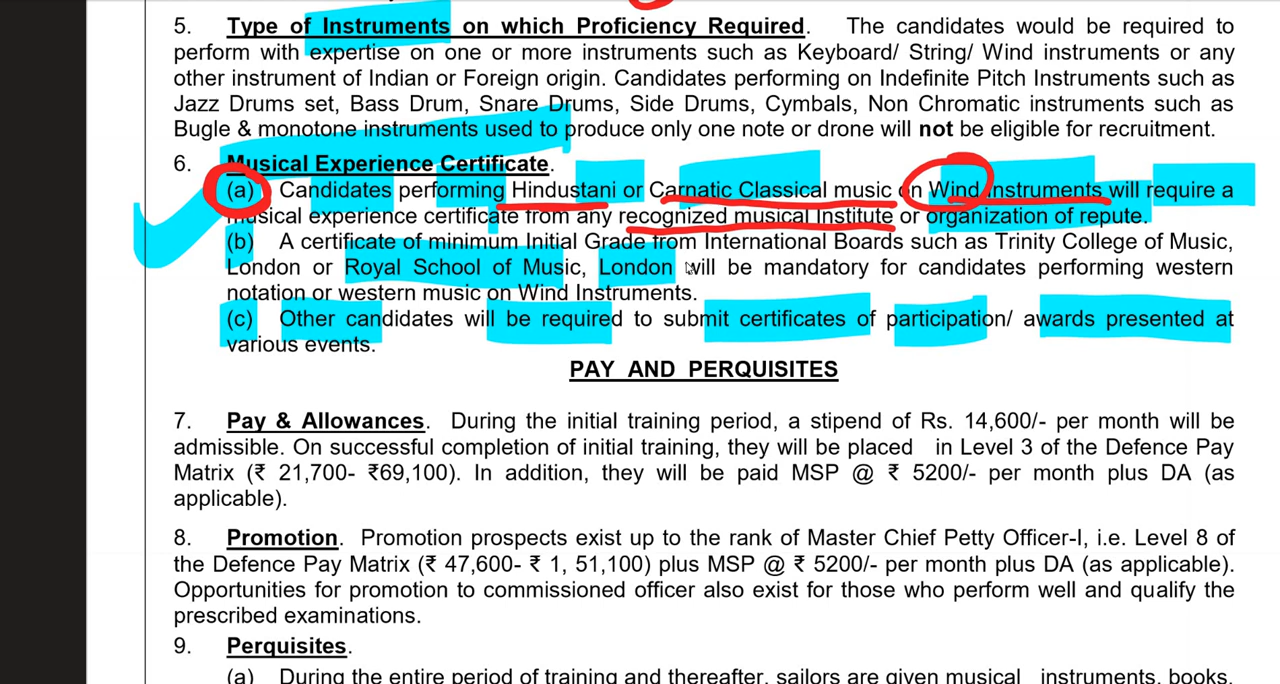 5. Type of Instruments on which Proficiency Required. The candidates would be required to
perform with expertise on one or more instruments such as Keyboard/ String/ Wind instruments or any
other instrument of Indian or Foreign origin. Candidates performing on Indefinite Pitch Instruments such as
Jazz Drums set, Bass Drum, Snare Drums, Side Drums, Cymbals, Non Chromatic instruments such as
Bugle & monotone instruments used to produce only one note or drone will not be eligible for recruitment.
6. Musical Experience Certificate.
(a) Candidates performing Hindustani or Carnatic Classical music on Wind Instruments will require a
musical experience certificate from any recognized musical Institute or organization of repute.
(b) A certificate of minimum Initial Grade from International Boards such as Trinity College of Music,
London or Royal School of Music, London will be mandatory for candidates performing western
notation or western music on Wind Instruments.
(c) Other candidates will be required to submit certificates of participation/ awards presented at
various events.
PAY AND PERQUISITES
7. Pay & Allowances. During the initial training period, a stipend of Rs. 14,600/- per month will be
admissible. On successful completion of initial training, they will be placed in Level 3 of the Defence Pay
Matrix (₹ 21,700- ₹69,100). In addition, they will be paid MSP @ ₹ 5200/- per month plus DA (as
applicable).
8. Promotion. Promotion prospects exist up to the rank of Master Chief Petty Officer-I, i.e. Level 8 of
the Defence Pay Matrix (₹ 47,600- ₹ 1, 51,100) plus MSP @ ₹ 5200/- per month plus DA (as applicable).
Opportunities for promotion to commissioned officer also exist for those who perform well and qualify the
prescribed examinations.
9. Perquisites.
(a) During the entire period of training and thereafter, sailors are given musical instruments, books,